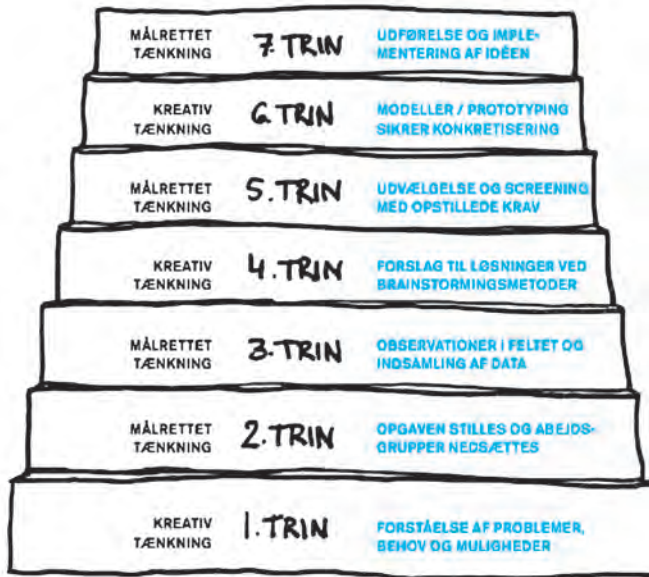 MÅLRETTET
TÆNKNING
7. TRIN
UDFØRELSE OG IMPLE-
MENTERING AF IDÉEN
KREATIV
TÆNKNING
6. TRIN
MODELLER / PROTOTYPING
SIKRER KONKRETISERING
MÅLRETTET
TÆNKNING
5. TRIN
UDVÆLGELSE OG SCREENING
MED OPSTILLEDE KRAV
KREATIV
TÆNKNING
4. TRIN
FORSLAG TIL LØSNINGER VED
BRAINSTORMINGSMETODER
MÅLRETTET
TÆNKNING
3. TRIN
OBSERVATIONER I FELTET OG
INDSAMLING AF DATA
MÅLRETTET
TÆNKNING
2. TRIN
OPGAVEN STILLES OG ABEJDS-
GRUPPER NEDSÆTTES
KREATIV
TÆNKNING
1. TRIN
FORSTÅELSE AF PROBLEMER,
BEHOV OG MULIGHEDER